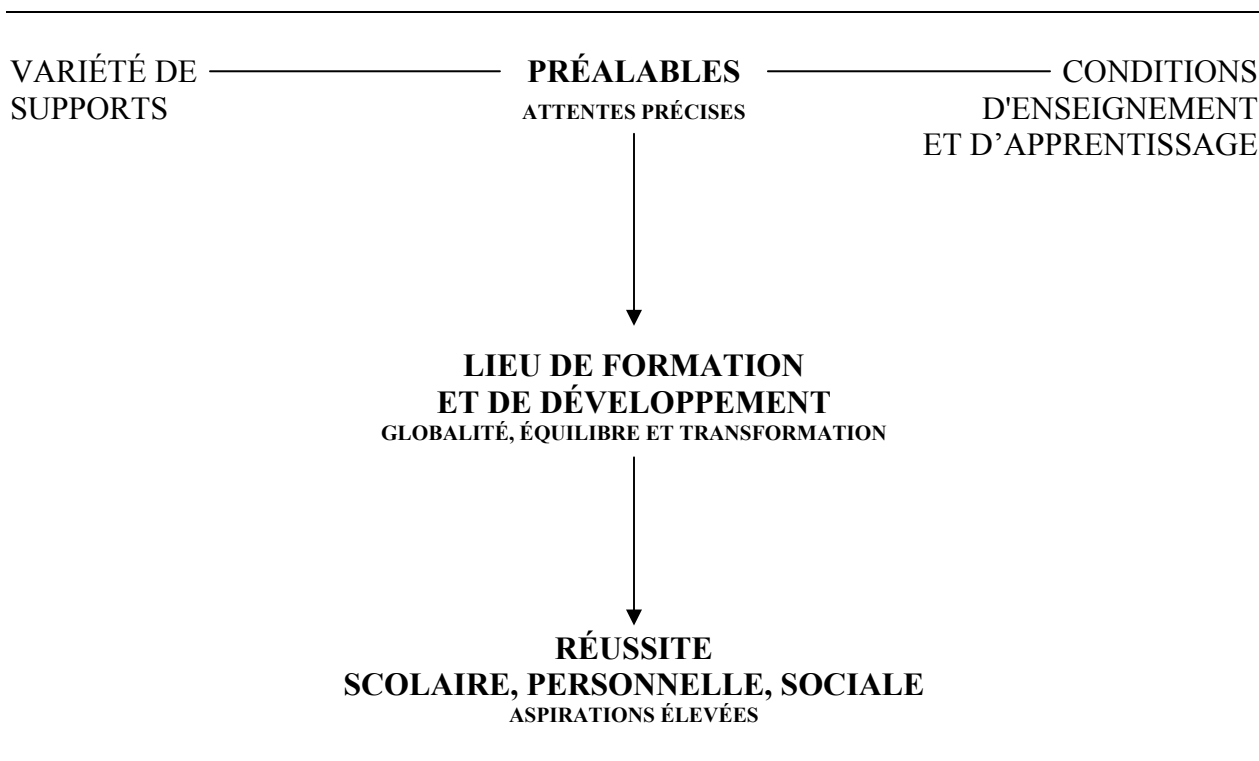 VARIÉTÉ DE
SUPPORTS
PRÉALABLES
ATTENTES PRÉCISES
CONDITIONS
D'ENSEIGNEMENT
ET D’APPRENTISSAGE
LIEU DE FORMATION
ET DE DÉVELOPPEMENT
GLOBALITÉ, ÉQUILIBRE ET TRANSFORMATION
RÉUSSITE
SCOLAIRE, PERSONNELLE, SOCIALE
ASPIRATIONS ÉLEVÉES